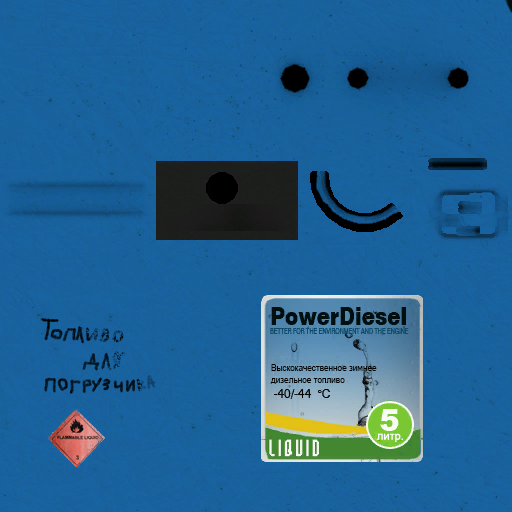 PowerDiesel
BETTER FOR THE ENVIRONMENT AND THE ENGINE
Высококачественное зимнее
дизельное топливо
-40/-44 °C
5
литр.
LIQUID
Топливо
для
погрузчика
FLAMMABLE LIQUID
3